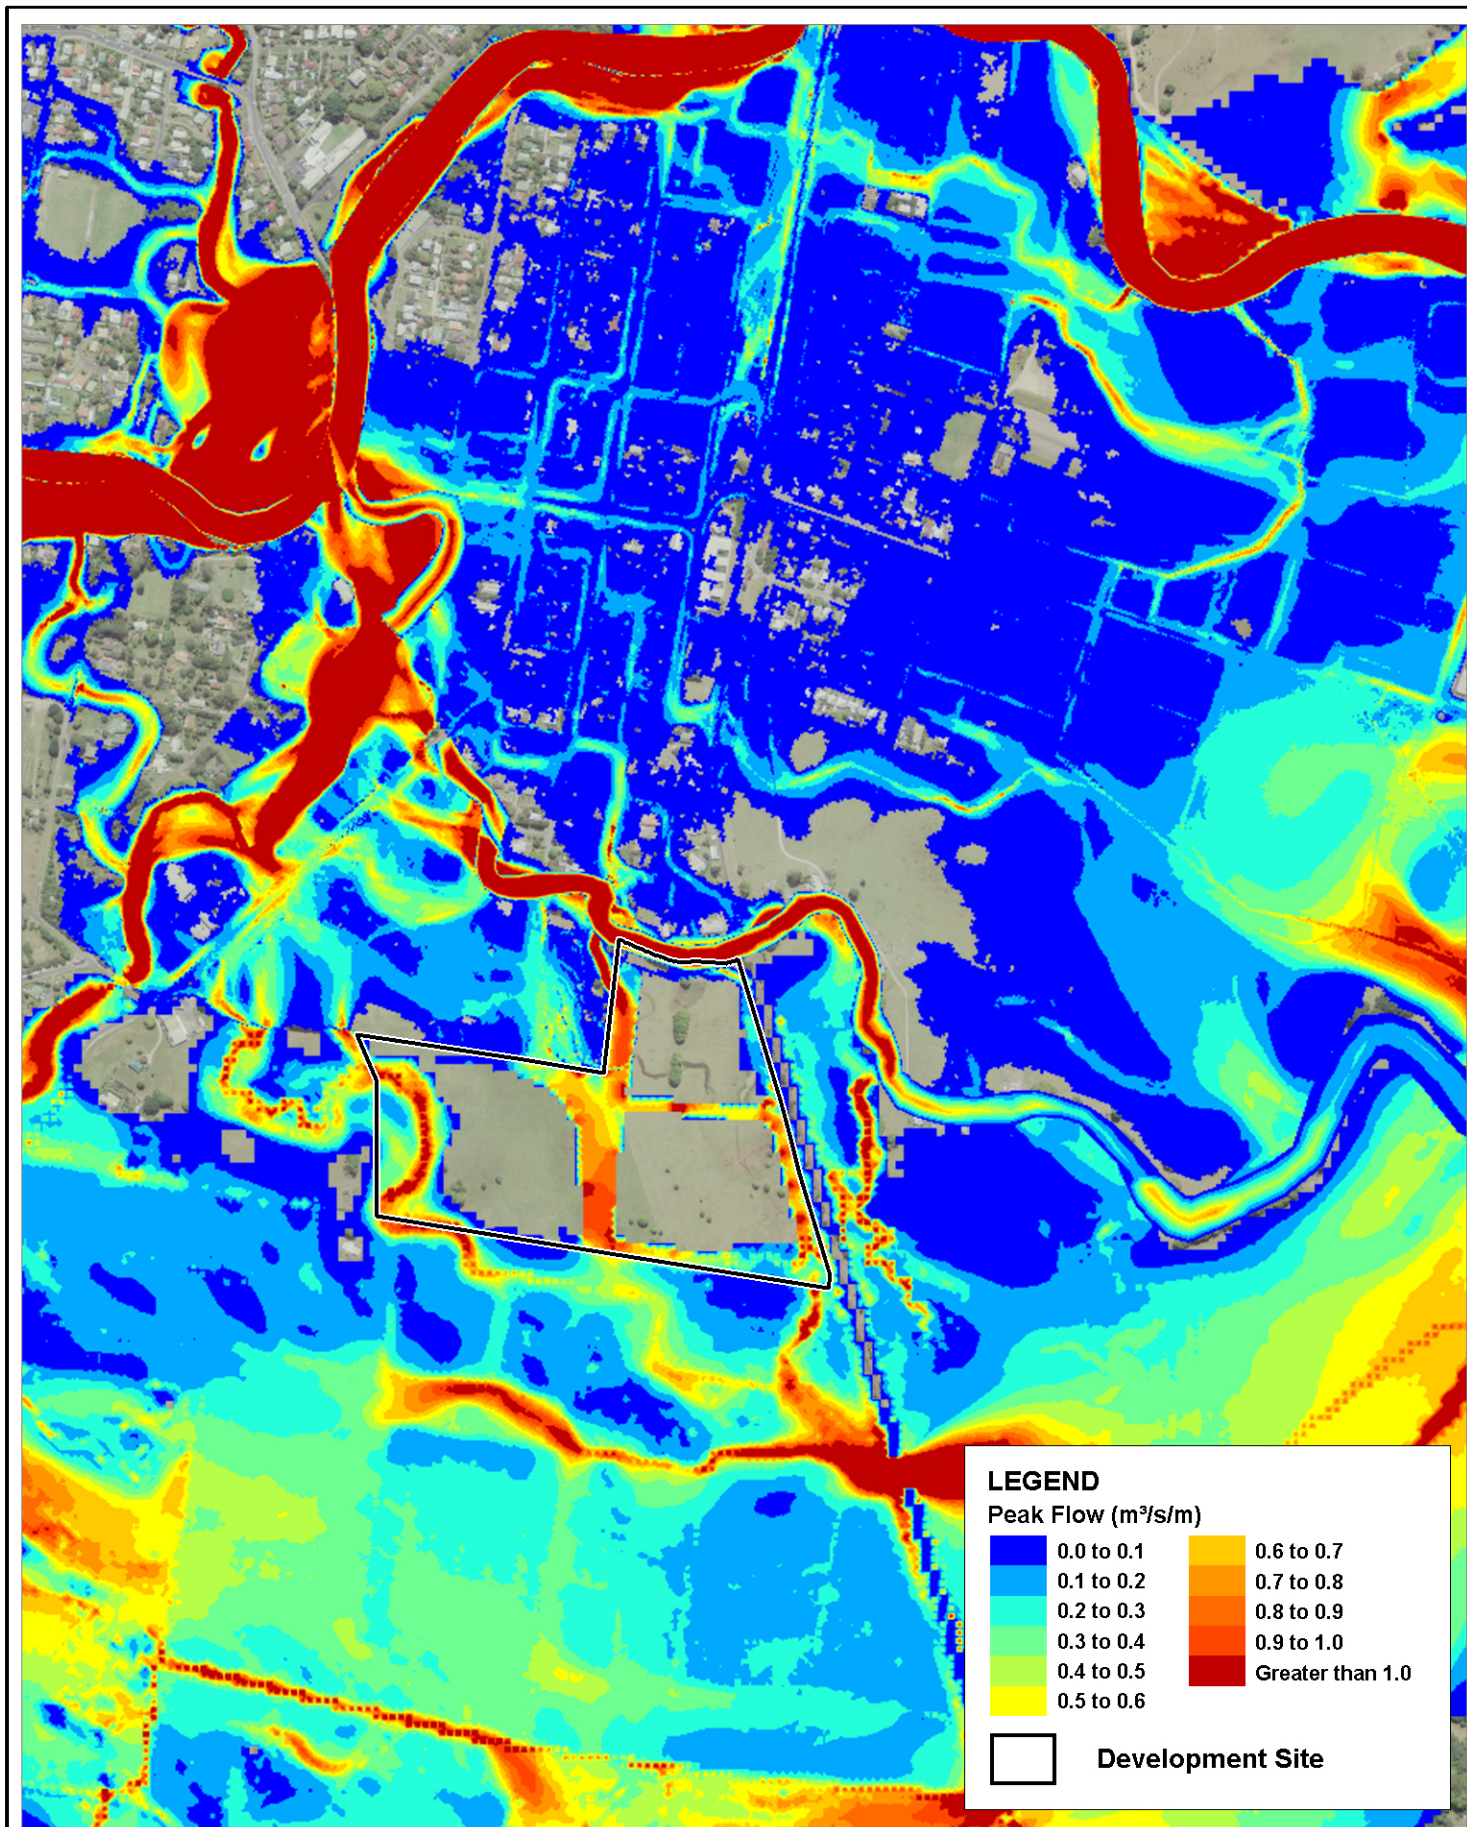 LEGEND
Peak Flow (m³/s/m)
0.0 to 0.1
0.1 to 0.2
0.2 to 0.3
0.3 to 0.4
0.4 to 0.5
0.5 to 0.6
0.6 to 0.7
0.7 to 0.8
0.8 to 0.9
0.9 to 1.0
Greater than 1.0
Development Site